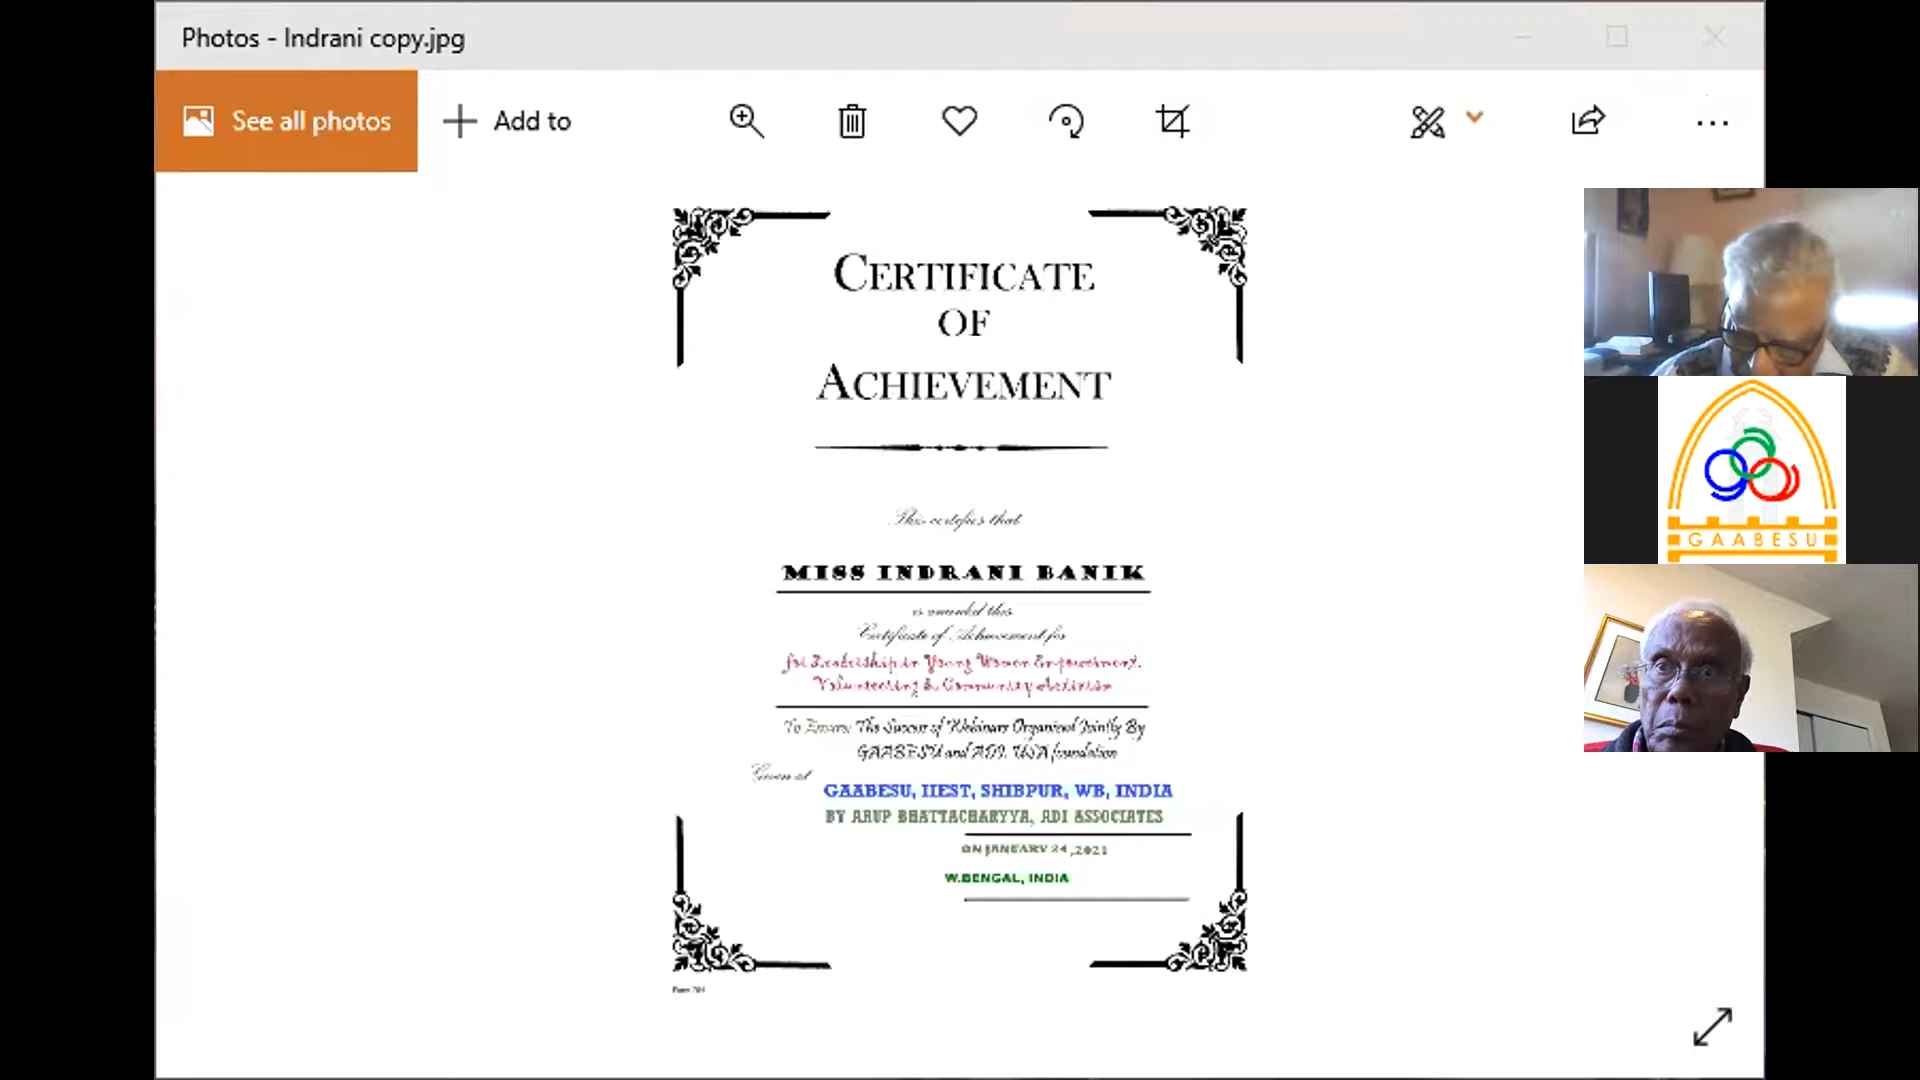 Photos - Indrani copy.jpg
See all photos
Add to
CERTIFICATE
OF
ACHIEVEMENT
This certifies that
MISS INDRANI BANIK
is awarded this
Certificate of Achievement for
for Leadership in Young Women Empowerment,
Volunteering & Community
To Ensure The Success of Webinars Organised Jointly By
GAABESU and ADI, USA foundation
Given at
GAABESU, IIEST, SHIBPUR, WB, INDIA
BY ARUP BHATTACHARYYA, ADI ASSOCIATES
ON JANUARY 24, 2021
W.BENGAL, INDIA
GAABESU